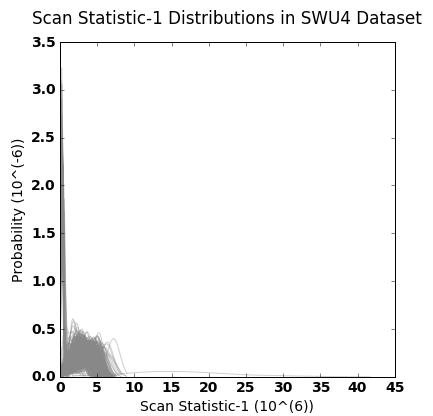 Scan Statistic-1 Distributions in SWU4 Dataset
3.5
3.0
2.5
2.0
1.5
1.0
0.5
0.0
Probability (10^(-6))
0 5 10 15 20 25 30 35 40 45
Scan Statistic-1 (10^(6))